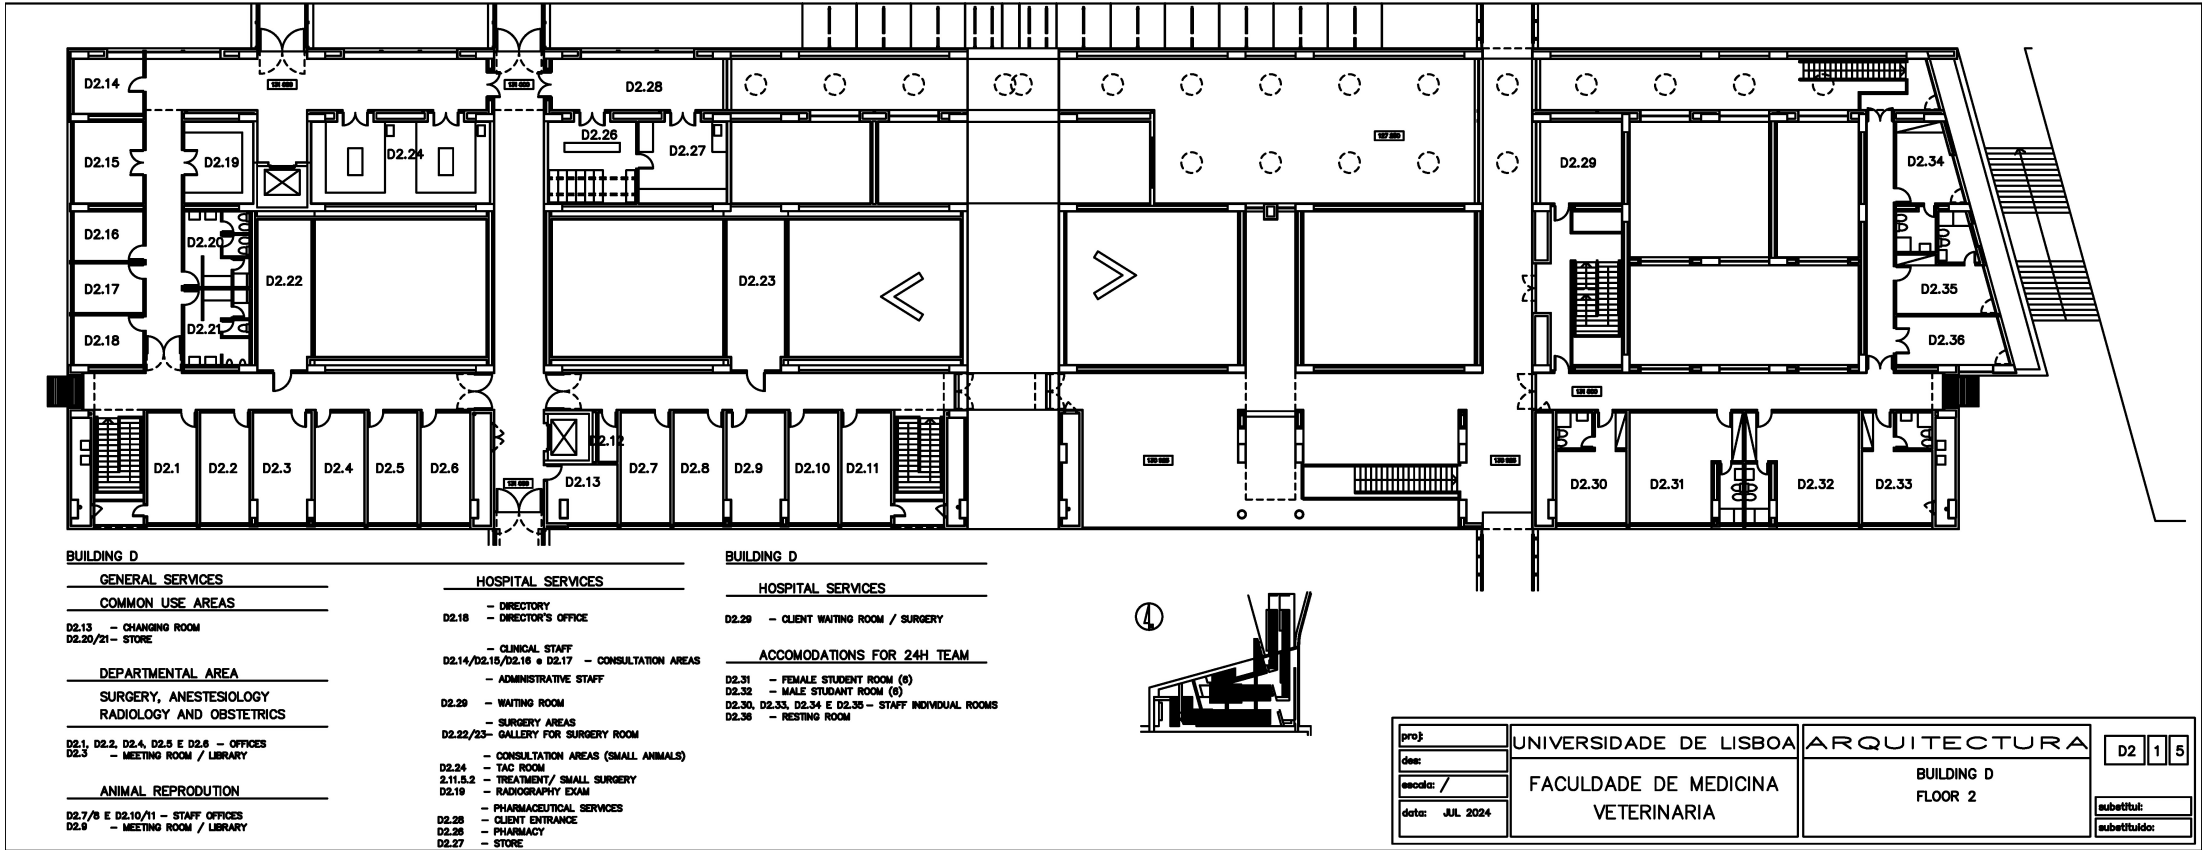 D2.14
D2.28
D2.15
D2.19
D2.24
D2.26
D2.27
D2.29
D2.34
D2.16
D2.20
D2.17
D2.22
D2.23
D2.35
D2.18
D2.21
D2.36
D2.1
D2.2
D2.3
D2.4
D2.5
D2.6
D2.12
D2.13
D2.7
D2.8
D2.9
D2.10
D2.11
D2.30
D2.31
D2.32
D2.33
BUILDING D
GENERAL SERVICES
COMMON USE AREAS
D2.13 – CHANGING ROOM
D2.20/21 – STORE
DEPARTMENTAL AREA
SURGERY, ANESTESIOLOGY
RADIOLOGY AND OBSTETRICS
D2.1, D2.2, D2.4, D2.5 E D2.6 – OFFICES
D2.3 – MEETING ROOM / LIBRARY
ANIMAL REPRODUTION
D2.7/8 E D2.10/11 – STAFF OFFICES
D2.9 – MEETING ROOM / LIBRARY
HOSPITAL SERVICES
– DIRECTORY
D2.18 – DIRECTOR'S OFFICE
– CLINICAL STAFF
D2.14/D2.15/D2.16 e D2.17 – CONSULTATION AREAS
– ADMINISTRATIVE STAFF
D2.29 – WAITING ROOM
– SURGERY AREAS
D2.22/23– GALLERY FOR SURGERY ROOM
– CONSULTATION AREAS (SMALL ANIMALS)
D2.24 – TAC ROOM
2.11.5.2 – TREATMENT/ SMALL SURGERY
D2.19 – RADIOGRAPHY EXAM
– PHARMACEUTICAL SERVICES
D2.28 – CLIENT ENTRANCE
D2.26 – PHARMACY
D2.27 – STORE
BUILDING D
HOSPITAL SERVICES
D2.29 – CLIENT WAITING ROOM / SURGERY
ACCOMODATIONS FOR 24H TEAM
D2.31 – FEMALE STUDENT ROOM (6)
D2.32 – MALE STUDANT ROOM (6)
D2.30, D2.33, D2.34 E D2.35 – STAFF INDIVIDUAL ROOMS
D2.36 – RESTING ROOM
proj:
des:
escala: /
data: JUL 2024
UNIVERSIDADE DE LISBOA
FACULDADE DE MEDICINA
VETERINARIA
ARQUITECTURA
BUILDING D
FLOOR 2
D2 1 5
substitui:
substituido: